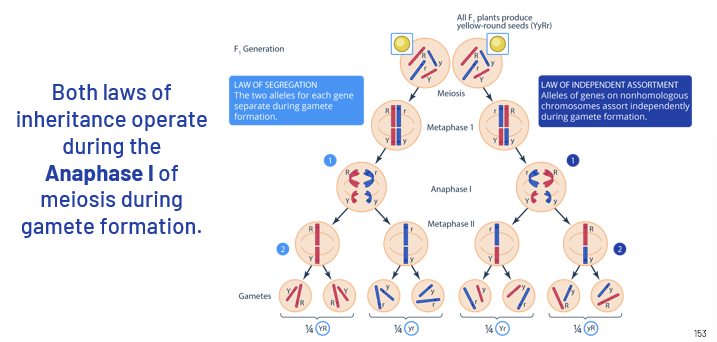 Both laws of
inheritance operate
during the
Anaphase I of
meiosis during
gamete formation.
All F₁ plants produce
yellow-round seeds (YyRr)
F₁ Generation
R
y
r
Y
R
y
r
Y
Meiosis
LAW OF SEGREGATION
The two alleles for each gene
separate during gamete
formation.
LAW OF INDEPENDENT ASSORTMENT
Alleles of genes on nonhomologous
chromosomes assort independently
during gamete formation.
R r
Metaphase 1
r R
Y y
Y y
1
1
R r
Anaphase I
r R
Y y
Y y
Metaphase II
R
r
r
R
2
Y
y
Y
y
2
Gametes
Y
R
Y
R
y
r
y
r
Y
r
Y
r
y
R
y
R
¼ YR
¼ yr
¼ Yr
¼ yR
153